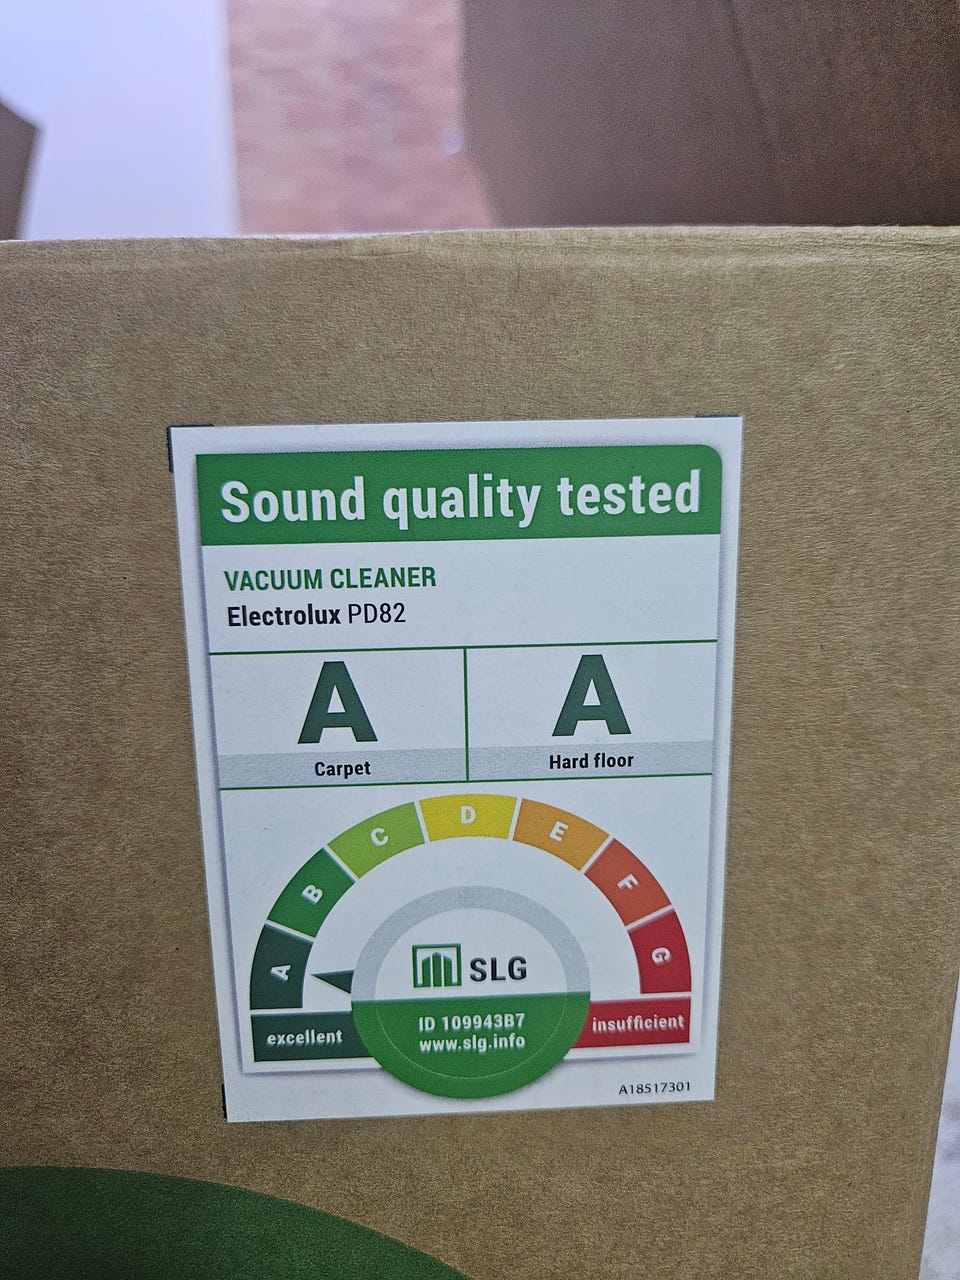 Sound quality tested
VACUUM CLEANER
Electrolux PD82
A A
Carpet Hard floor
A B C D E F G
SLG
excellent ID 109943B7 insufficient
www.slg.info
A18517301